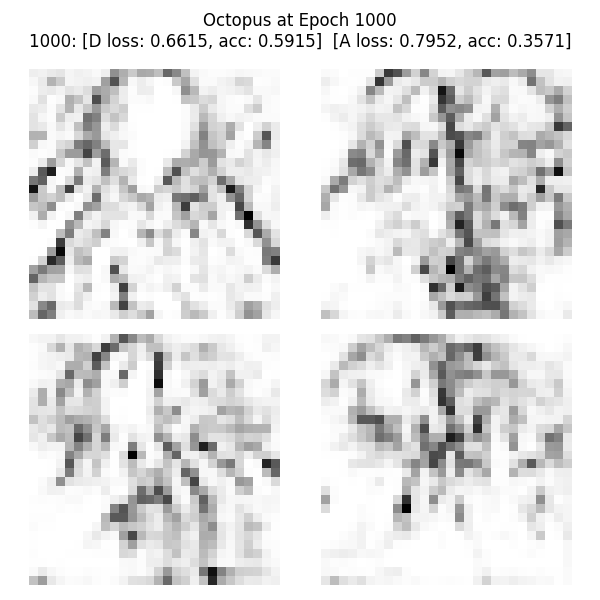 Octopus at Epoch 1000
1000: [D loss: 0.6615, acc: 0.5915]  [A loss: 0.7952, acc: 0.3571]